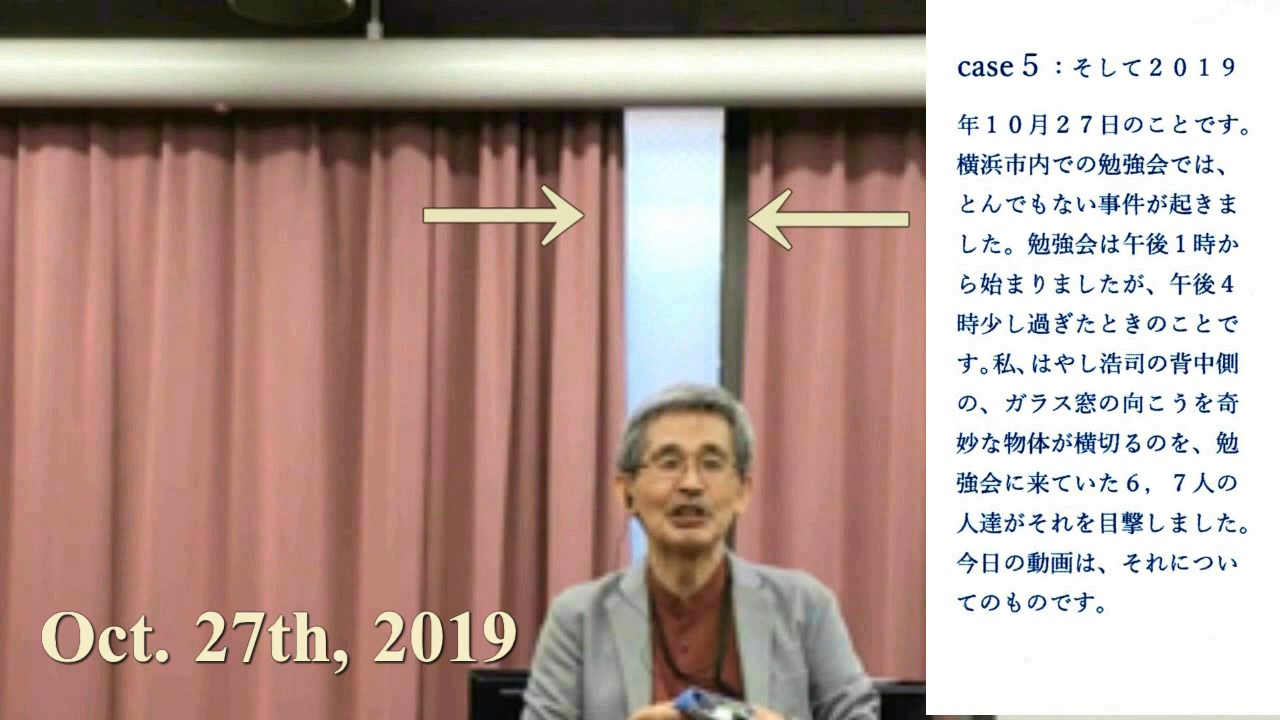 case 5：そして２０１９
年１０月２７日のことです。
横浜市内での勉強会では、
とんでもない事件が起きま
した。勉強会は午後１時か
ら始まりましたが、午後４
時少し過ぎたときのことで
す。私、はやし浩司の背中側
の、ガラス窓の向こうを奇
妙な物体が横切るのを、勉
強会に来ていた６，７人の
人達がそれを目撃しました。
今日の動画は、それについ
てのものです。
Oct. 27th, 2019